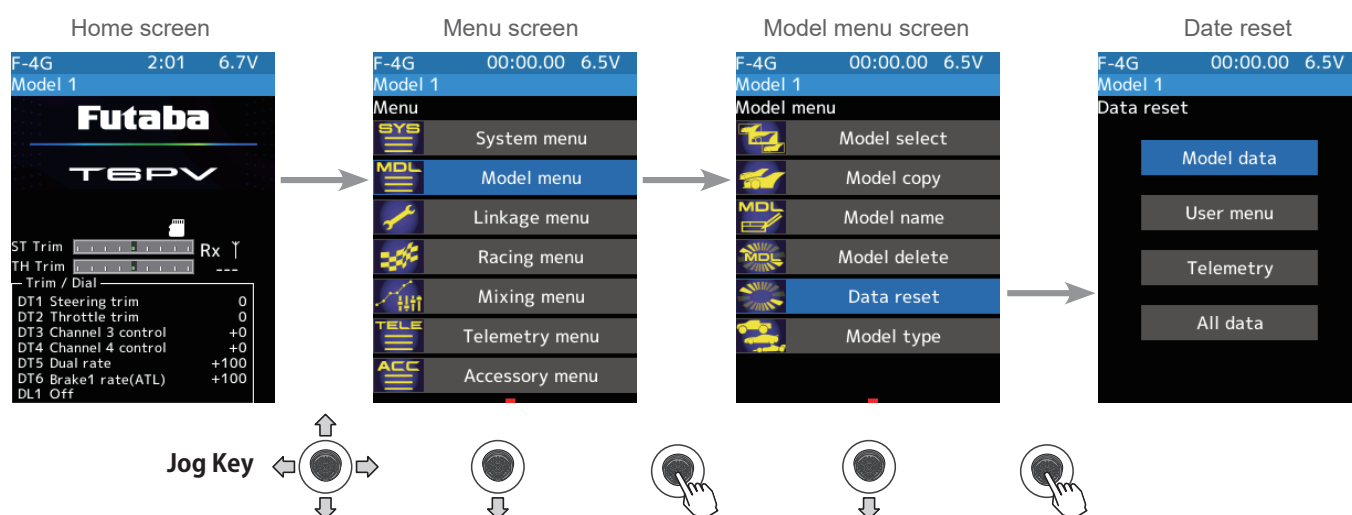 Home screen
F-4G 2:01 6.7V
Model 1
Futaba
T6PV
ST Trim
Rx
TH Trim
---
Trim / Dial
DT1 Steering trim 0
DT2 Throttle trim 0
DT3 Channel 3 control +0
DT4 Channel 4 control +0
DT5 Dual rate +100
DT6 Brake1 rate(ATL) +100
DL1 Off
Menu screen
F-4G 00:00.00 6.5V
Model 1
Menu
SYS System menu
MDL Model menu
Linkage menu
Racing menu
Mixing menu
TELE Telemetry menu
ACC Accessory menu
Model menu screen
F-4G 00:00.00 6.5V
Model 1
Model menu
Model select
Model copy
MDL Model name
MDL Model delete
Data reset
Model type
Date reset
F-4G 00:00.00 6.5V
Model 1
Data reset
Model data
User menu
Telemetry
All data
Jog Key